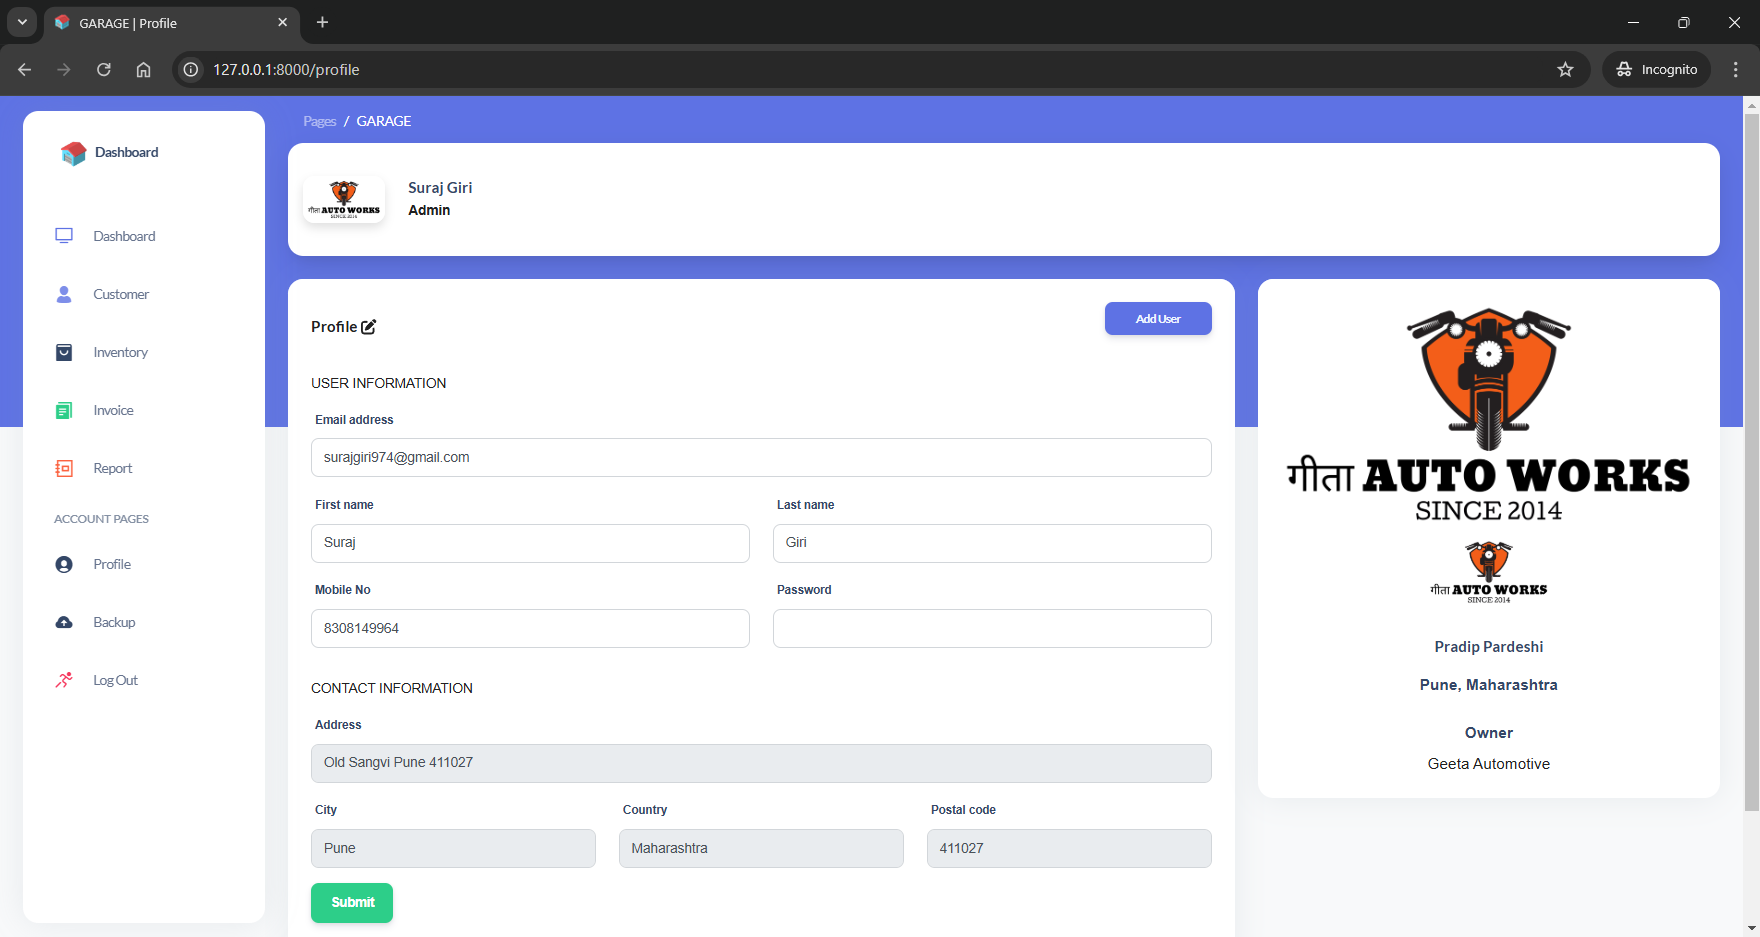 GARAGE | Profile
127.0.0.1:8000/profile
Incognito
Dashboard
Dashboard
Customer
Inventory
Invoice
Report
ACCOUNT PAGES
Profile
Backup
Log Out
Pages / GARAGE
गीता AUTO WORKS
SINCE 2014
Suraj Giri
Admin
Profile
Add User
USER INFORMATION
Email address
surajgiri974@gmail.com
First name
Last name
Suraj
Giri
Mobile No
Password
8308149964
CONTACT INFORMATION
Address
Old Sangvi Pune 411027
City
Country
Postal code
Pune
Maharashtra
411027
Submit
गीता AUTO WORKS
SINCE 2014
गीता AUTO WORKS
SINCE 2014
Pradip Pardeshi
Pune, Maharashtra
Owner
Geeta Automotive